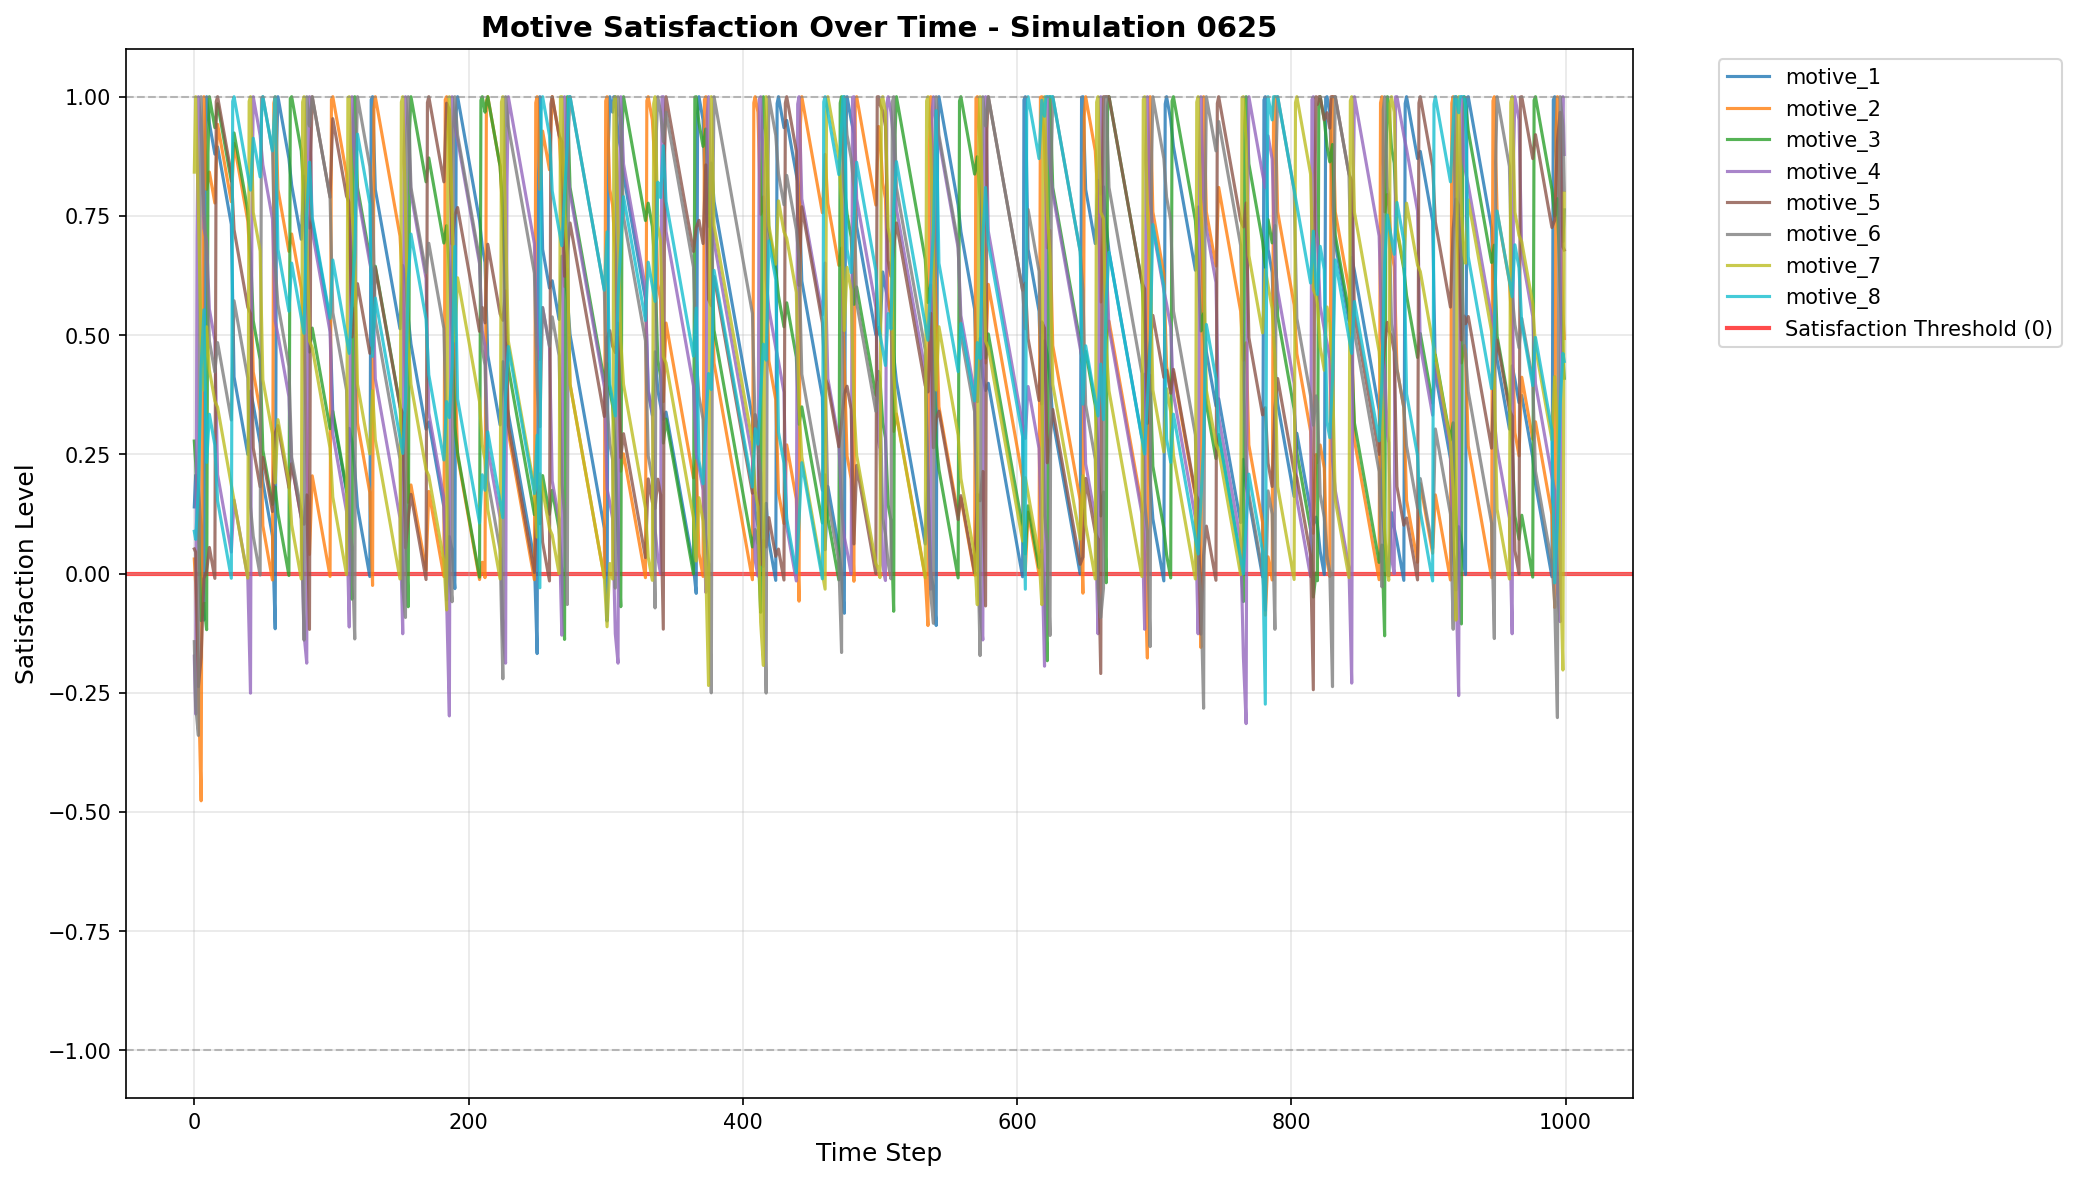 Motive Satisfaction Over Time - Simulation 0625
Satisfaction Level
1.00
0.75
0.50
0.25
0.00
−0.25
−0.50
−0.75
−1.00
0
200
400
600
800
1000
Time Step
motive_1
motive_2
motive_3
motive_4
motive_5
motive_6
motive_7
motive_8
Satisfaction Threshold (0)